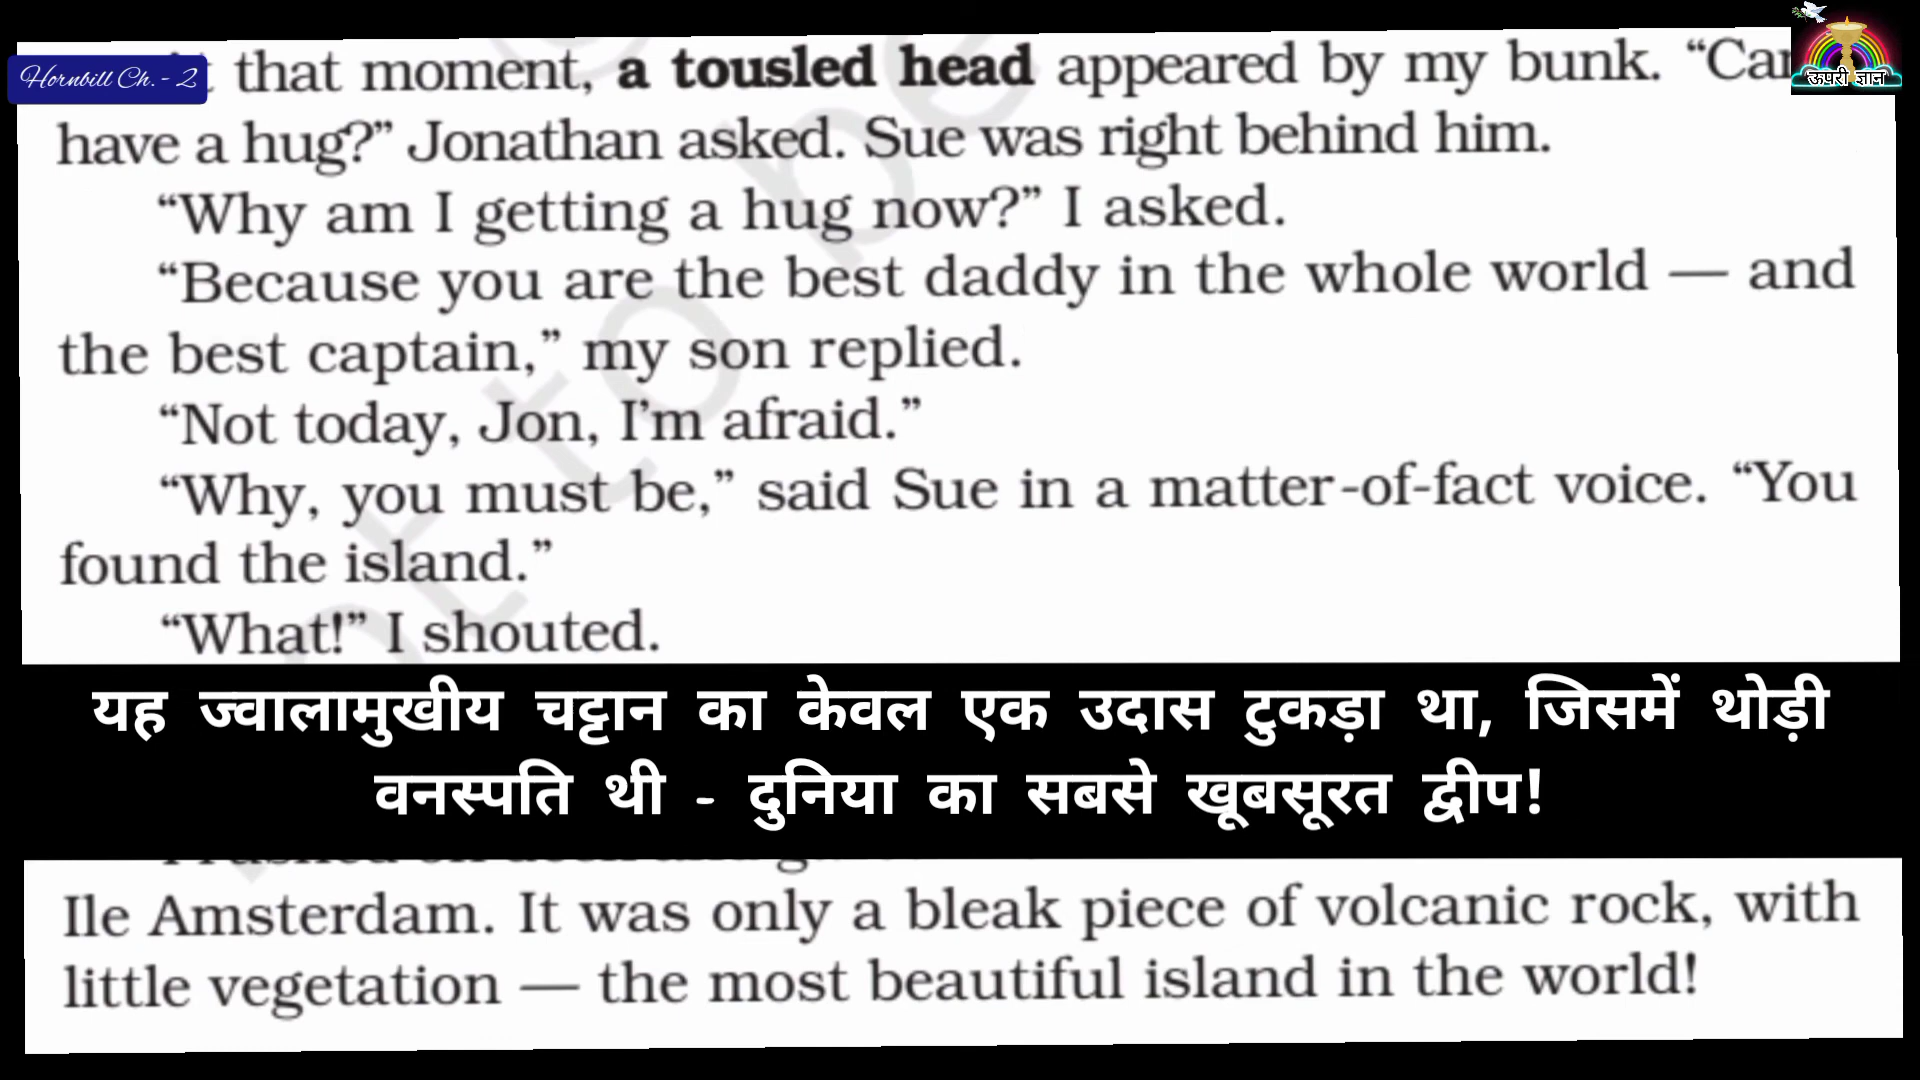 Hornbill Ch. - 2
ऊपरी ज्ञान
that moment, a tousled head appeared by my bunk. “Can
have a hug?” Jonathan asked. Sue was right behind him.
“Why am I getting a hug now?” I asked.
“Because you are the best daddy in the whole world — and
the best captain,” my son replied.
“Not today, Jon, I’m afraid.”
“Why, you must be,” said Sue in a matter-of-fact voice. “You
found the island.”
“What!” I shouted.
यह ज्वालामुखीय चट्टान का केवल एक उदास टुकड़ा था, जिसमें थोड़ी
वनस्पति थी - दुनिया का सबसे खूबसूरत द्वीप!
Ile Amsterdam. It was only a bleak piece of volcanic rock, with
little vegetation — the most beautiful island in the world!